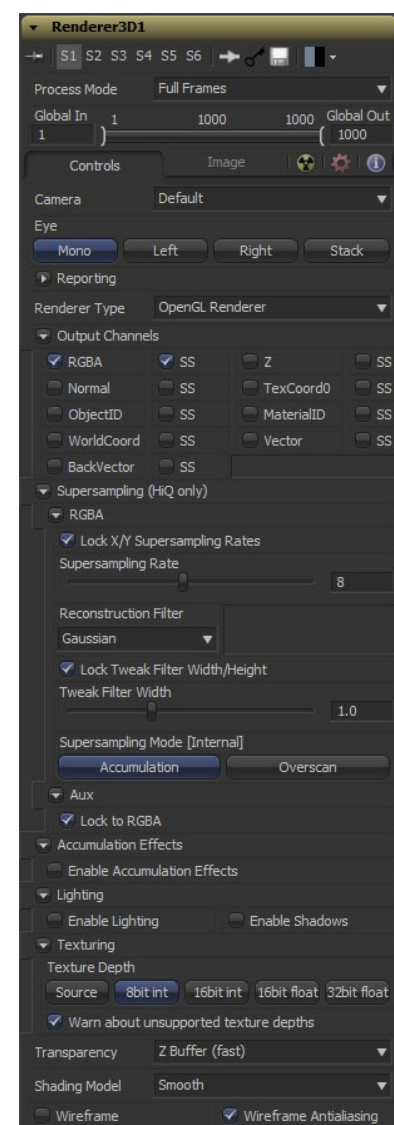 Renderer3D1
S1 S2 S3 S4 S5 S6
Process Mode Full Frames
Global In 1 1000 1000 Global Out
1 1000
Controls Image
Camera Default
Eye
Mono Left Right Stack
Reporting
Renderer Type OpenGL Renderer
Output Channels
RGBA SS Z SS
Normal SS TexCoord0 SS
ObjectID SS MaterialID SS
WorldCoord SS Vector SS
BackVector SS
Supersampling (HiQ only)
RGBA
Lock X/Y Supersampling Rates
Supersampling Rate
8
Reconstruction Filter
Gaussian
Lock Tweak Filter Width/Height
Tweak Filter Width
1.0
Supersampling Mode [Internal]
Accumulation Overscan
Aux
Lock to RGBA
Accumulation Effects
Enable Accumulation Effects
Lighting
Enable Lighting Enable Shadows
Texturing
Texture Depth
Source 8bit int 16bit int 16bit float 32bit float
Warn about unsupported texture depths
Transparency Z Buffer (fast)
Shading Model Smooth
Wireframe Wireframe Antialiasing